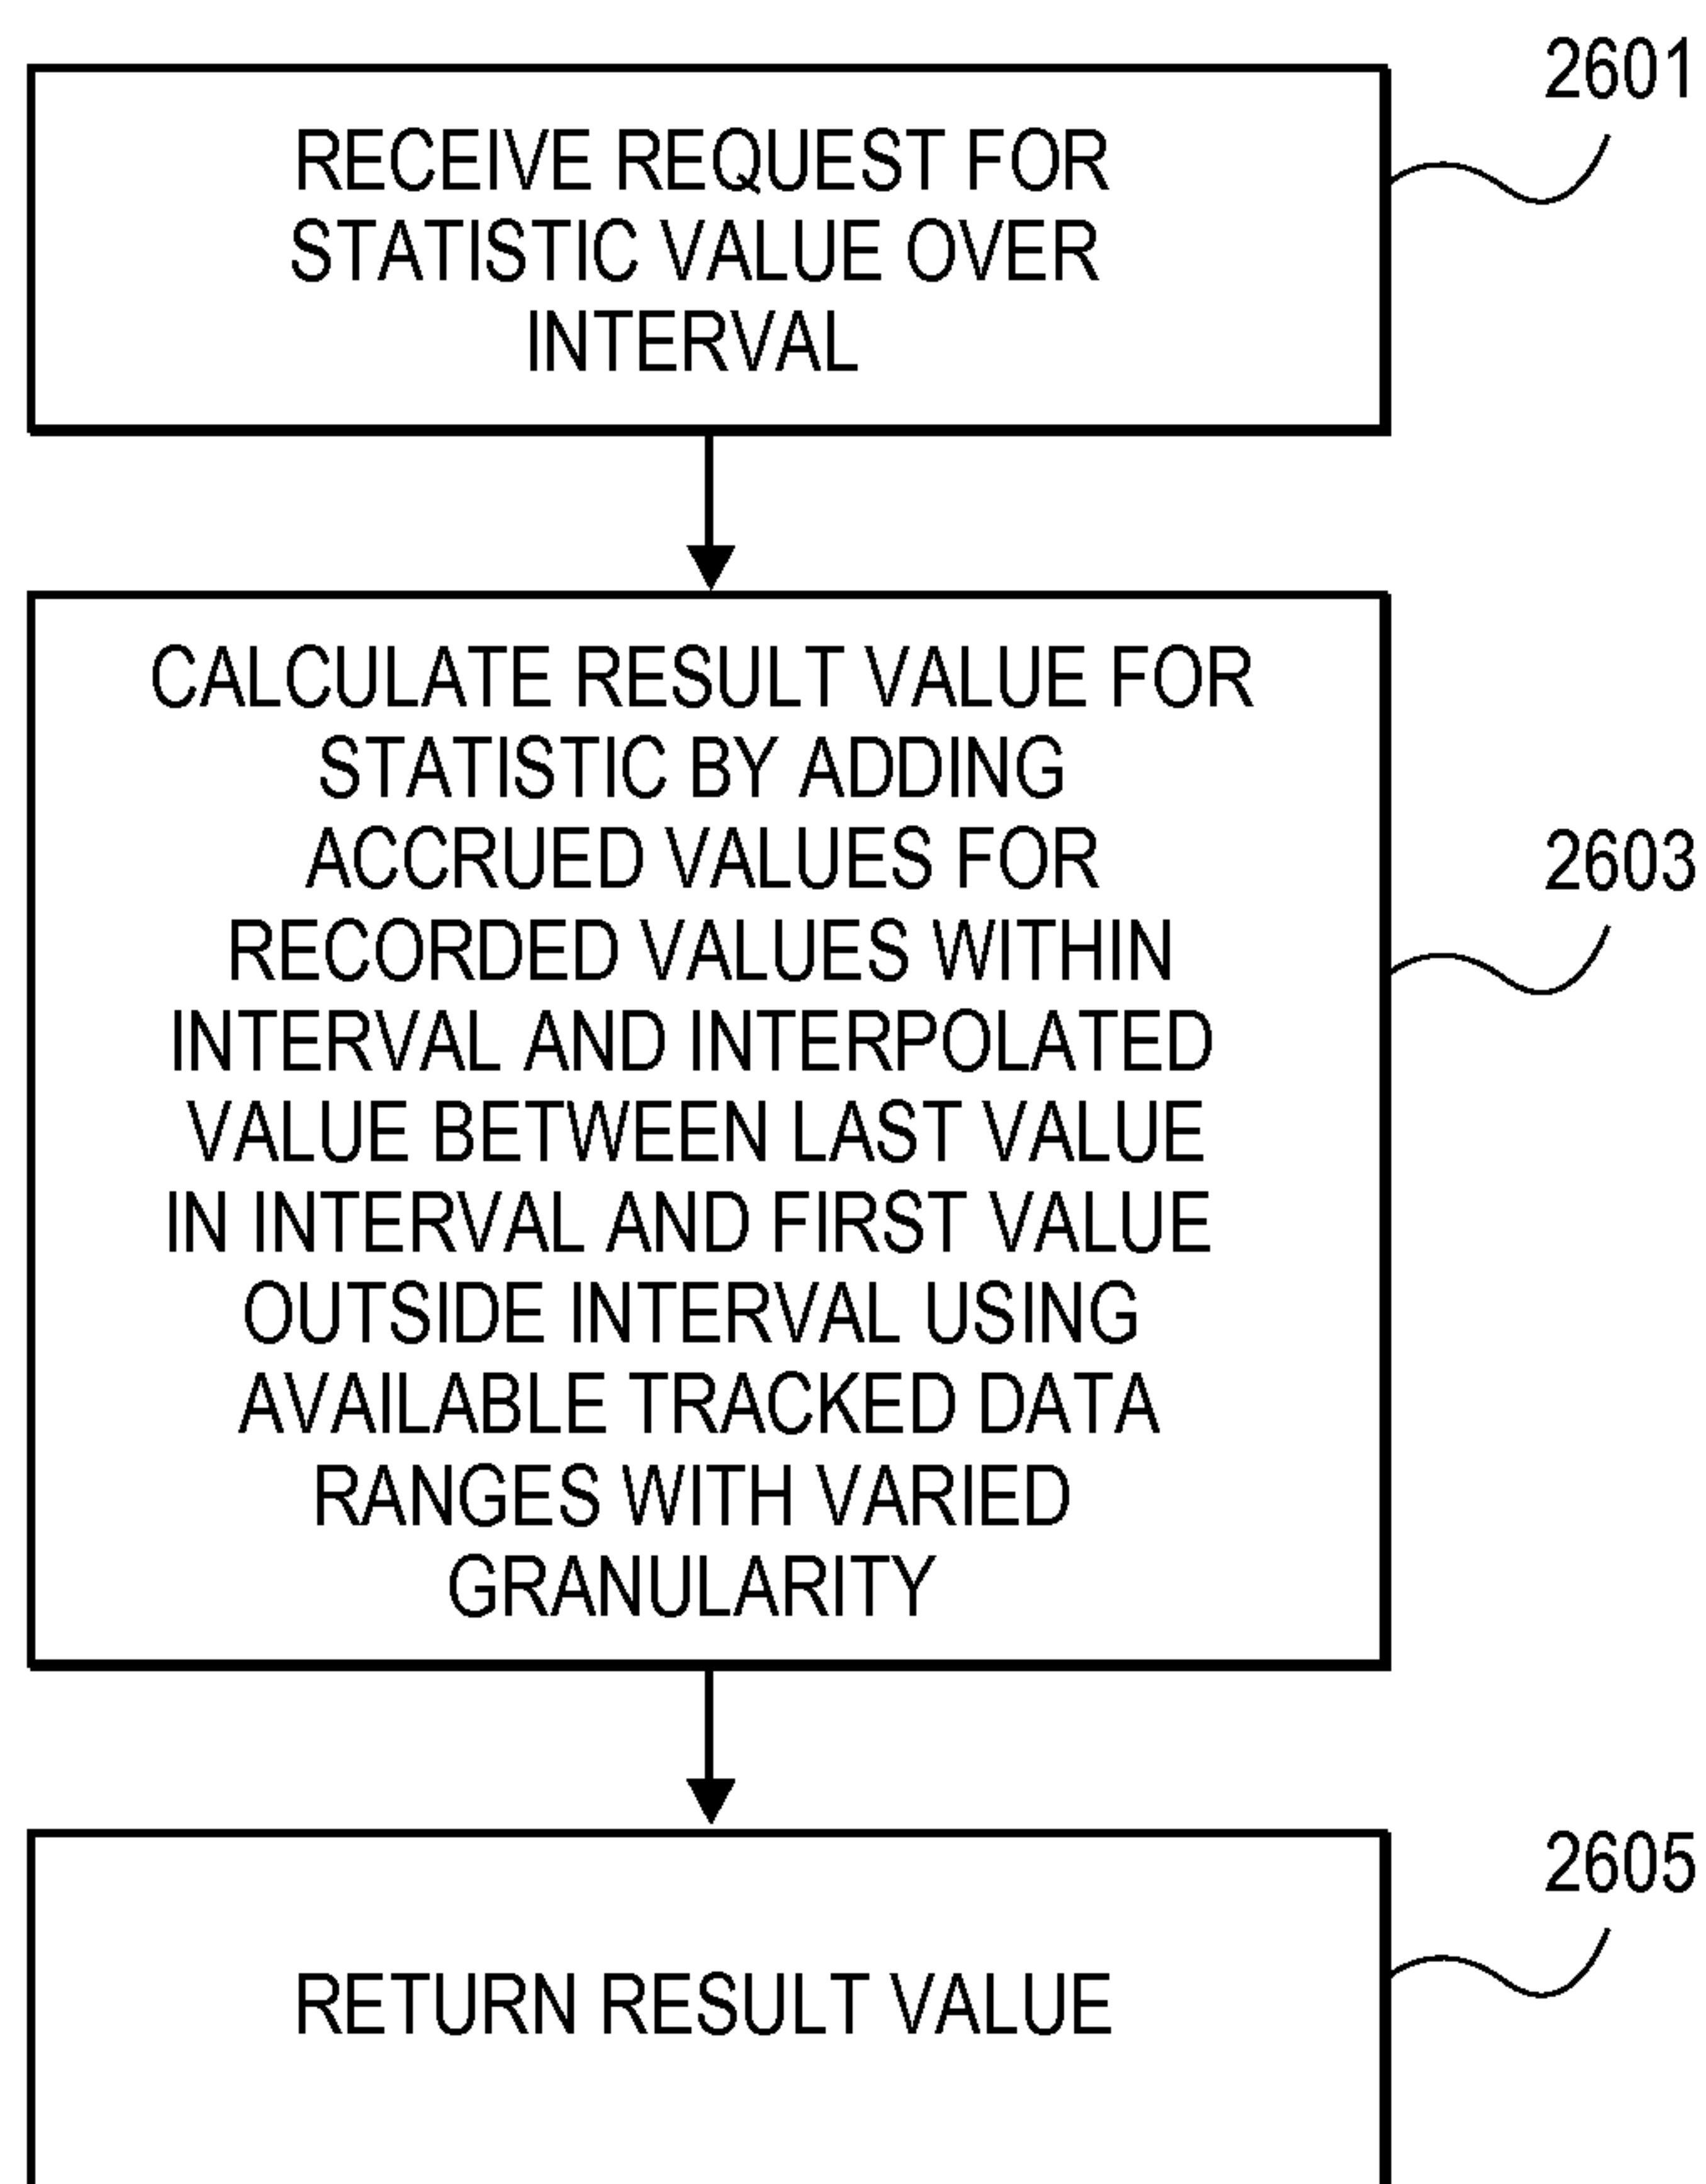 2601
RECEIVE REQUEST FOR
STATISTIC VALUE OVER
INTERVAL
CALCULATE RESULT VALUE FOR
STATISTIC BY ADDING
ACCRUED VALUES FOR
RECORDED VALUES WITHIN
INTERVAL AND INTERPOLATED
VALUE BETWEEN LAST VALUE
IN INTERVAL AND FIRST VALUE
OUTSIDE INTERVAL USING
AVAILABLE TRACKED DATA
RANGES WITH VARIED
GRANULARITY
2603
2605
RETURN RESULT VALUE